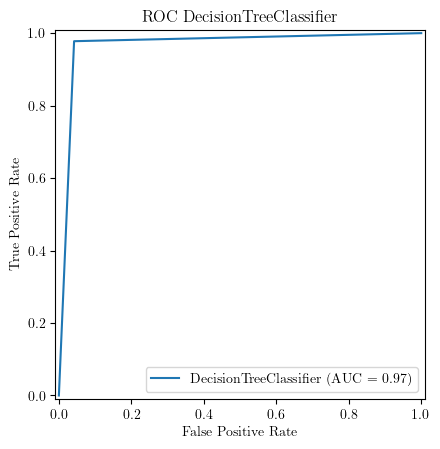 ROC DecisionTreeClassifier
1.0
0.8
0.6
0.4
0.2
0.0
True Positive Rate
DecisionTreeClassifier (AUC = 0.97)
0.0 0.2 0.4 0.6 0.8 1.0
False Positive Rate